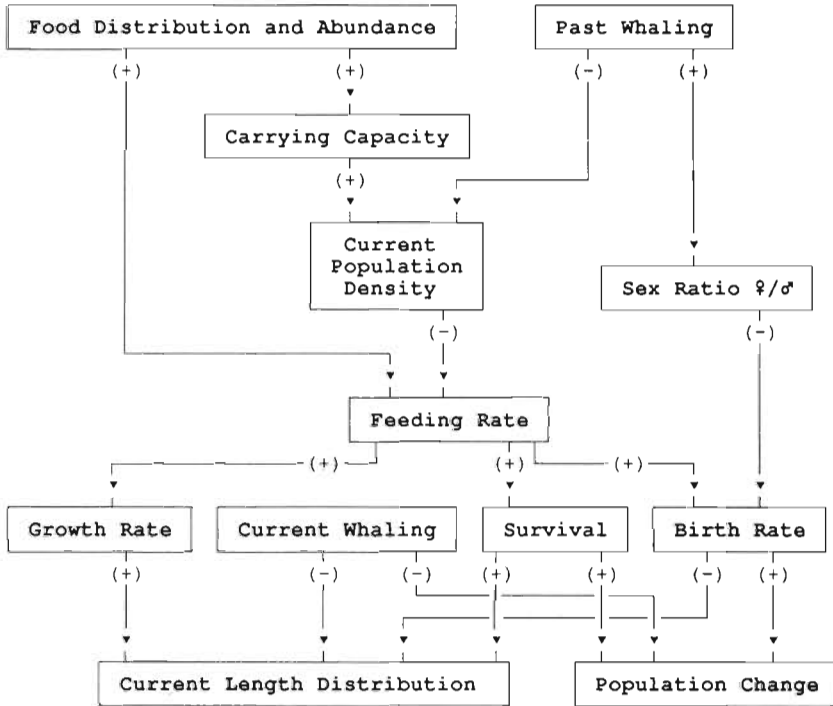 Food Distribution and Abundance
Past Whaling
(+)
(+)
(-)
(+)
Carrying Capacity
(+)
Current
Population
Density
Sex Ratio ♀/♂
(-)
(-)
Feeding Rate
(+)
(+)
(+)
Growth Rate
Current Whaling
Survival
Birth Rate
(+)
(-)
(-)
(+)
(+)
(-)
(+)
Current Length Distribution
Population Change